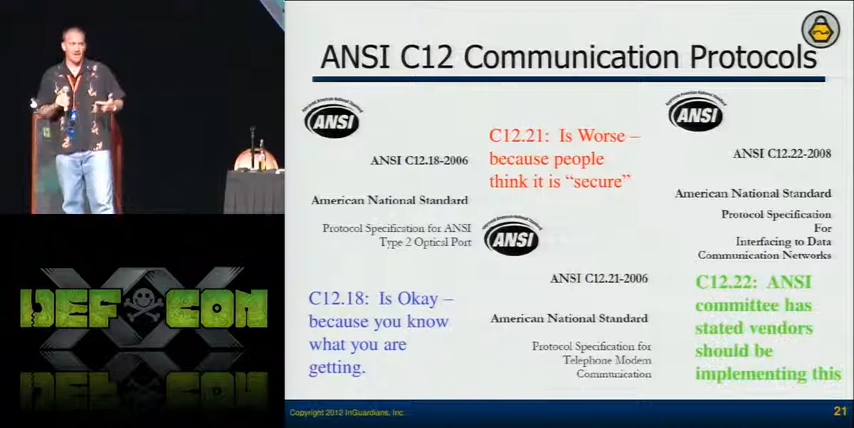 ANSI C12 Communication Protocols
ANSI
ANSI C12.18-2006
American National Standard
Protocol Specification for ANSI
Type 2 Optical Port
C12.18:  Is Okay –
because you know
what you are
getting.
C12.21:  Is Worse –
because people
think it is “secure”
ANSI
ANSI C12.21-2006
American National Standard
Protocol Specification for
Telephone Modem
Communication
ANSI
ANSI C12.22-2008
American National Standard
Protocol Specification
For
Interfacing to Data
Communication Networks
C12.22:  ANSI
committee has
stated vendors
should be
implementing this
DEF CON
XX
Copyright 2012 InGuardians, Inc.
21